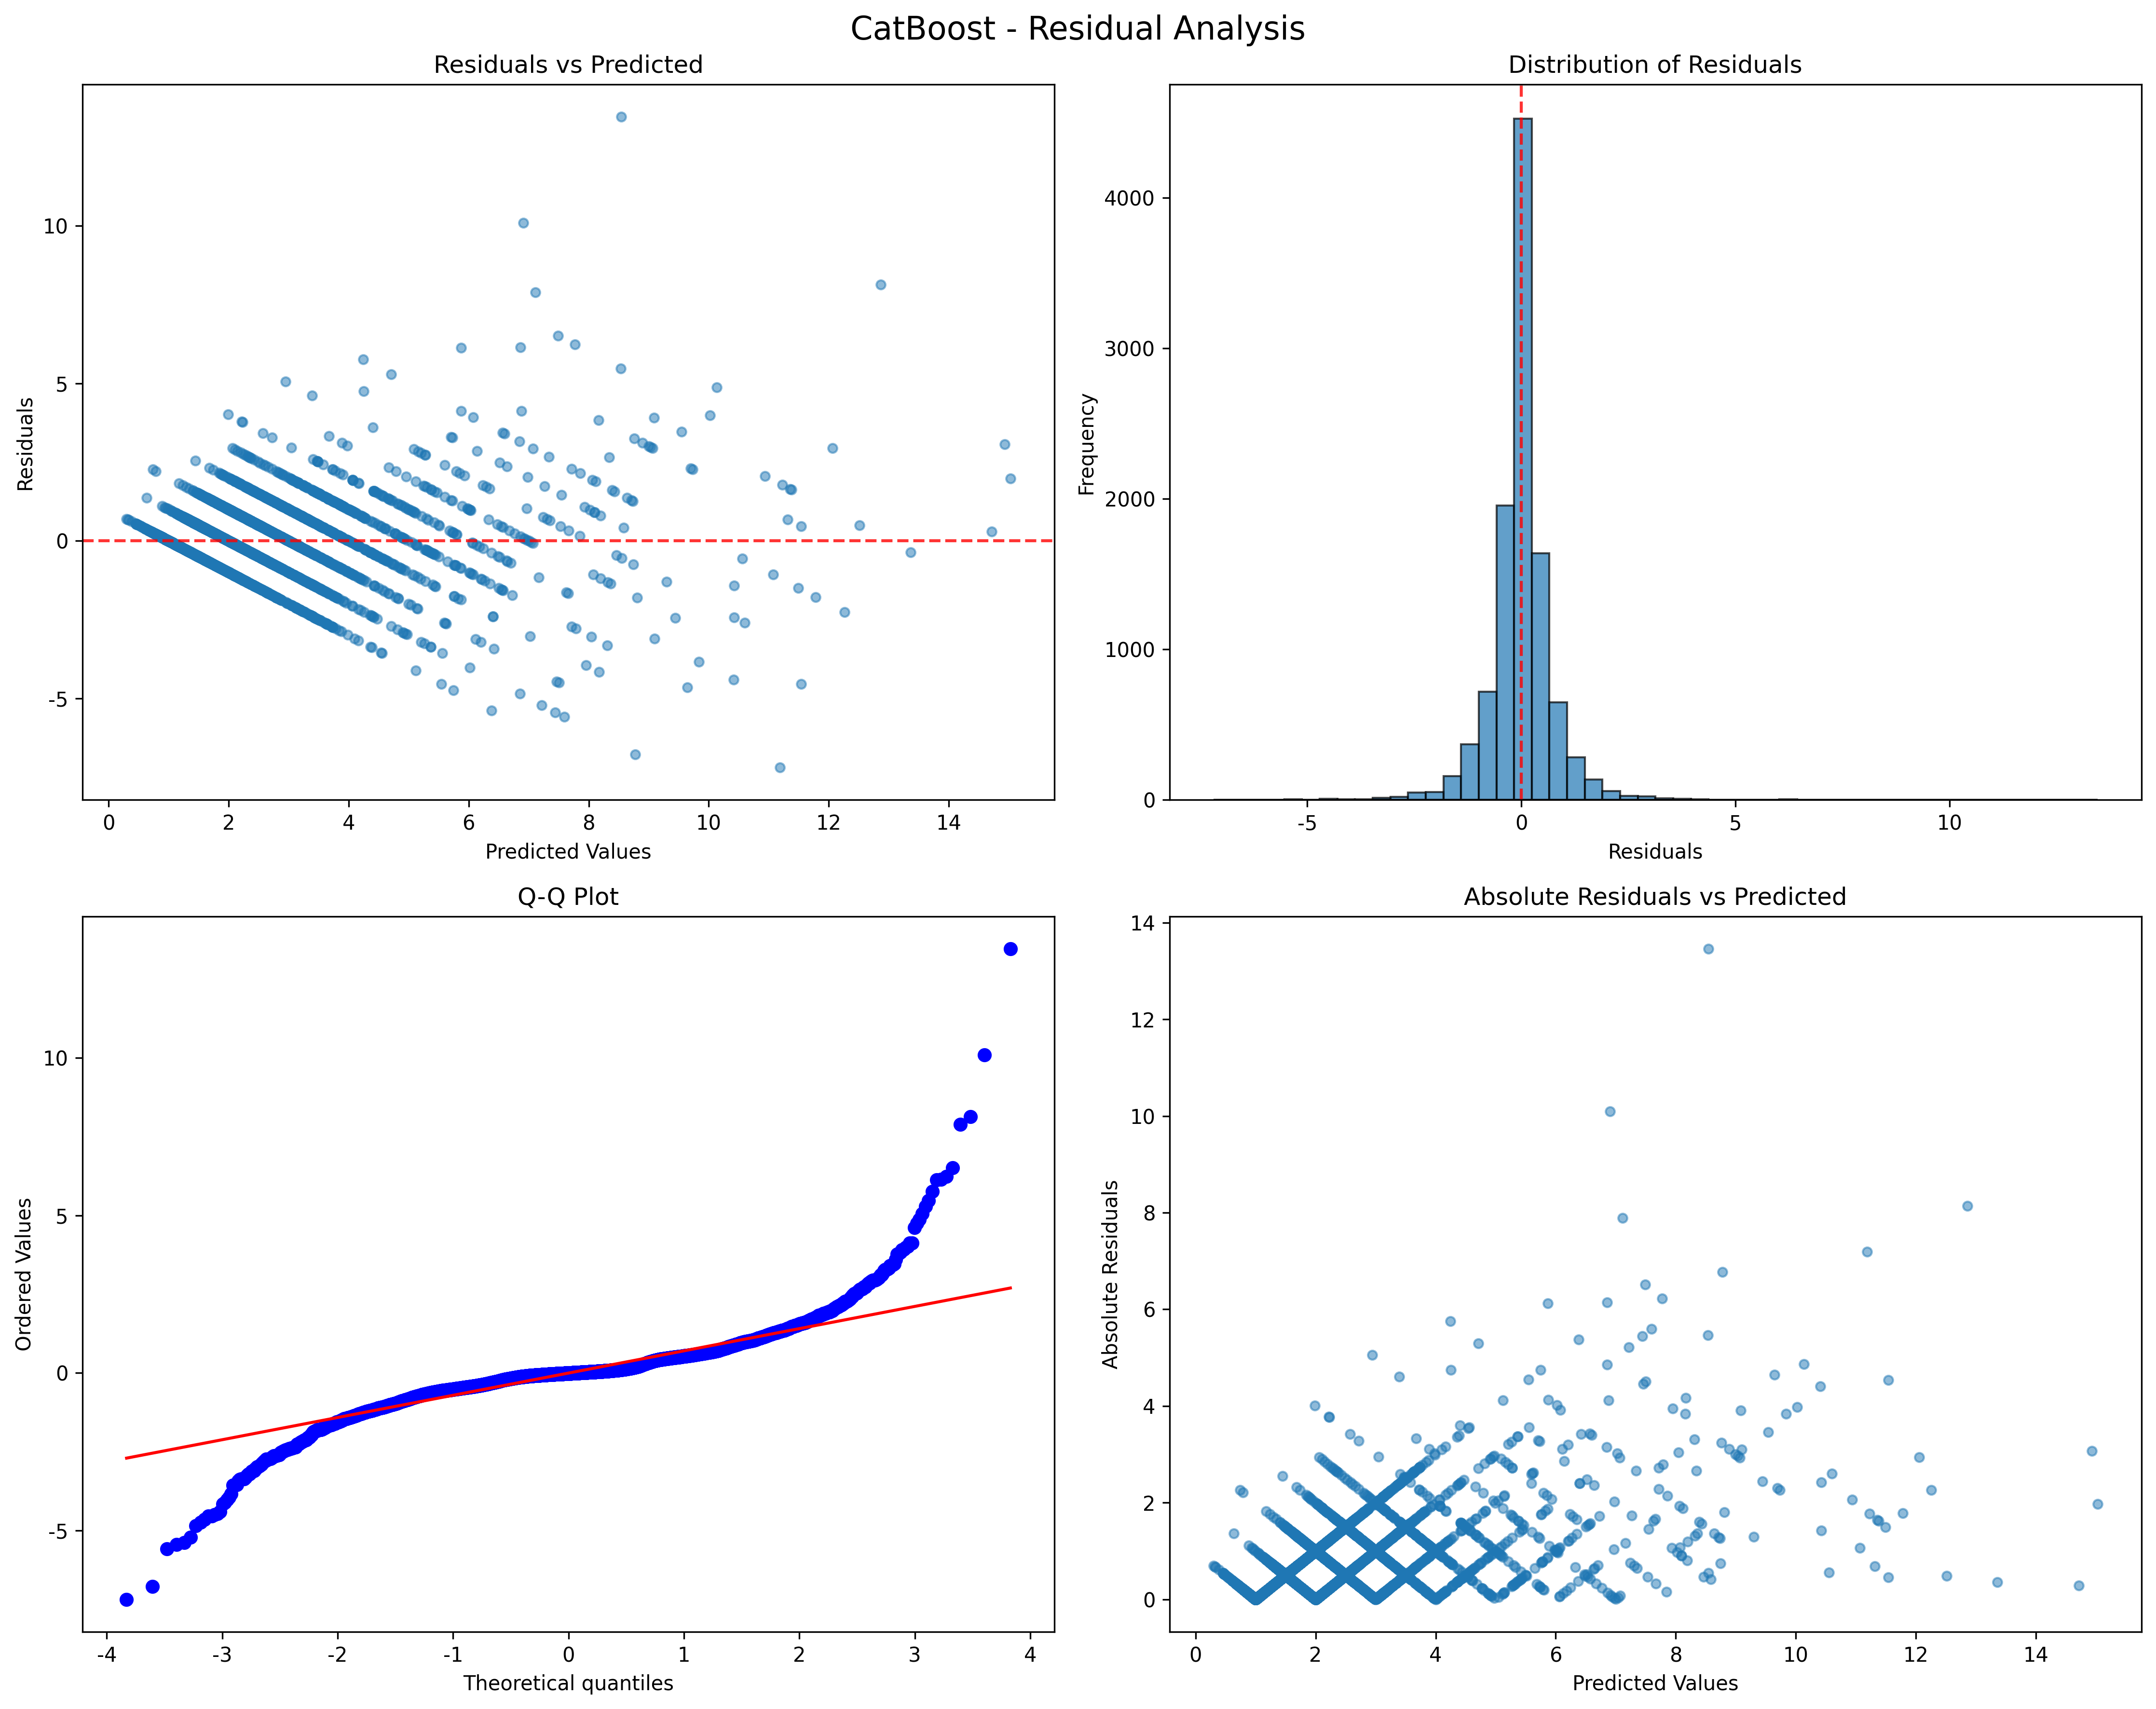 CatBoost - Residual Analysis
Residuals vs Predicted
Residuals
10
5
0
-5
0 2 4 6 8 10 12 14
Predicted Values
Distribution of Residuals
Frequency
4000
3000
2000
1000
0
-5 0 5 10
Residuals
Q-Q Plot
Ordered Values
10
5
0
-5
-4 -3 -2 -1 0 1 2 3 4
Theoretical quantiles
Absolute Residuals vs Predicted
Absolute Residuals
14
12
10
8
6
4
2
0
0 2 4 6 8 10 12 14
Predicted Values